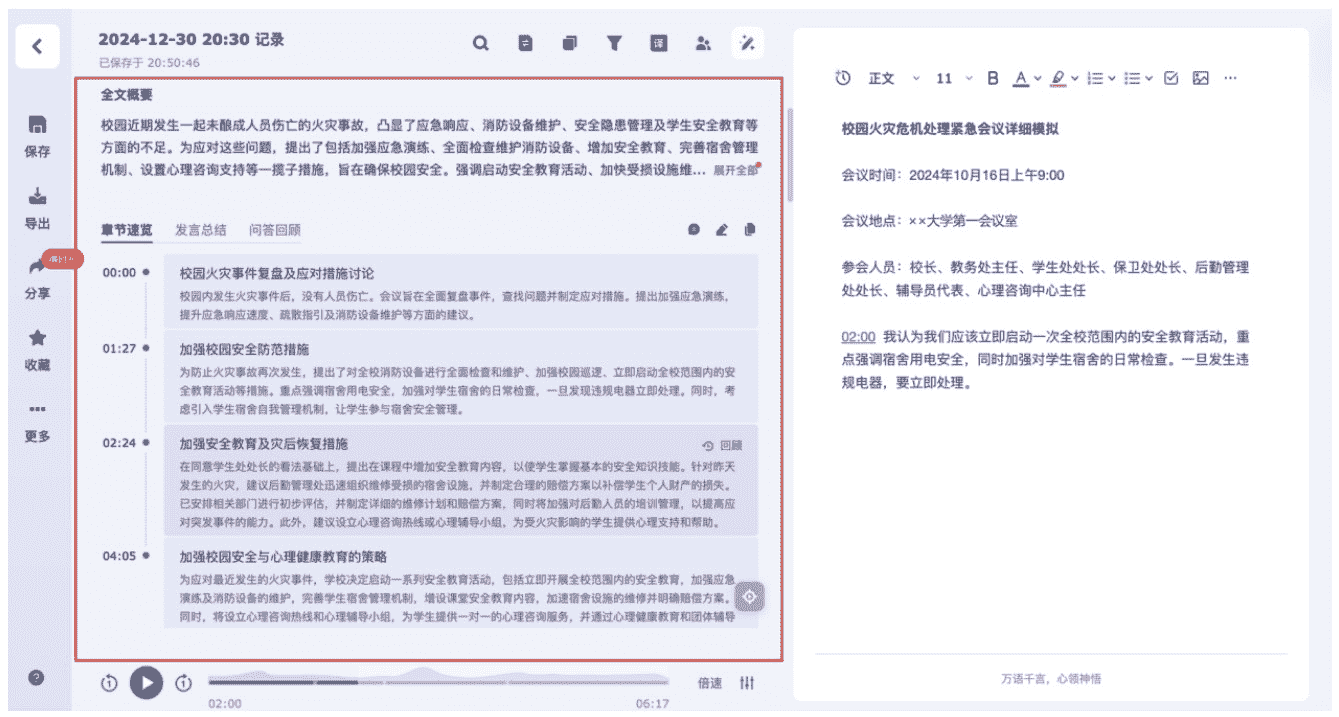 2024-12-30 20:30 记录
已保存于 20:50:46
译
保存
导出
分享
收藏
更多
全文概要
校园近期发生一起未酿成人员伤亡的火灾事故，凸显了应急响应、消防设备维护、安全隐患管理及学生安全教育等
方面的不足。为应对这些问题，提出了包括加强应急演练、全面检查维护消防设备、增加安全教育、完善宿舍管理
机制、设置心理咨询支持等一揽子措施，旨在确保校园安全。强调启动安全教育活动、加快受损设施维... 展开全部
章节速览 发言总结 问答回顾
00:00 校园火灾事件复盘及应对措施讨论
校园内发生火灾事件后，没有人员伤亡。会议旨在全面复盘事件，查找问题并制定应对措施。提出加强应急演练，
提升应急响应速度、疏散指引及消防设备维护等方面的建议。
01:27 加强校园安全防范措施
为防止火灾事故再次发生，提出了对全校消防设备进行全面检查和维护、加强校园巡逻、立即启动全校范围内的安
全教育活动等措施。重点强调宿舍用电安全，加强对学生宿舍的日常检查，一旦发现违规电器立即处理。同时，考
虑引入学生宿舍自我管理机制，让学生参与宿舍安全管理。
02:24 加强安全教育及灾后恢复措施 回顾
在同意学生处处长的看法基础上，提出在课程中增加安全教育内容，以使学生掌握基本的安全知识技能。针对昨天
发生的火灾，建议后勤管理处迅速组织维修受损的宿舍设施，并制定合理的赔偿方案以补偿学生个人财产的损失。
已安排相关部门进行初步评估，并制定详细的维修计划和赔偿方案，同时将加强对后勤人员的培训管理，以提高应
对突发事件的能力。此外，建议设立心理咨询热线或心理辅导小组，为受火灾影响的学生提供心理支持和帮助。
04:05 加强校园安全与心理健康教育的策略
为应对最近发生的火灾事件，学校决定启动一系列安全教育活动，包括立即开展全校范围内的安全教育，加强应急
演练及消防设备的维护，完善学生宿舍管理机制，增设课堂安全教育内容，加速宿舍设施的维修并明确赔偿方案。
同时，将设立心理咨询热线和心理辅导小组，为学生提供一对一的心理咨询服务，并通过心理健康教育和团体辅导
02:00
06:17
倍速
正文 11 B A
校园火灾危机处理紧急会议详细模拟
会议时间：2024年10月16日上午9:00
会议地点：××大学第一会议室
参会人员：校长、教务处主任、学生处处长、保卫处处长、后勤管理
处处长、辅导员代表、心理咨询中心主任
02:00 我认为我们应该立即启动一次全校范围内的安全教育活动，重
点强调宿舍用电安全，同时加强对学生宿舍的日常检查。一旦发生违
规电器，要立即处理。
万语千言，心领神悟